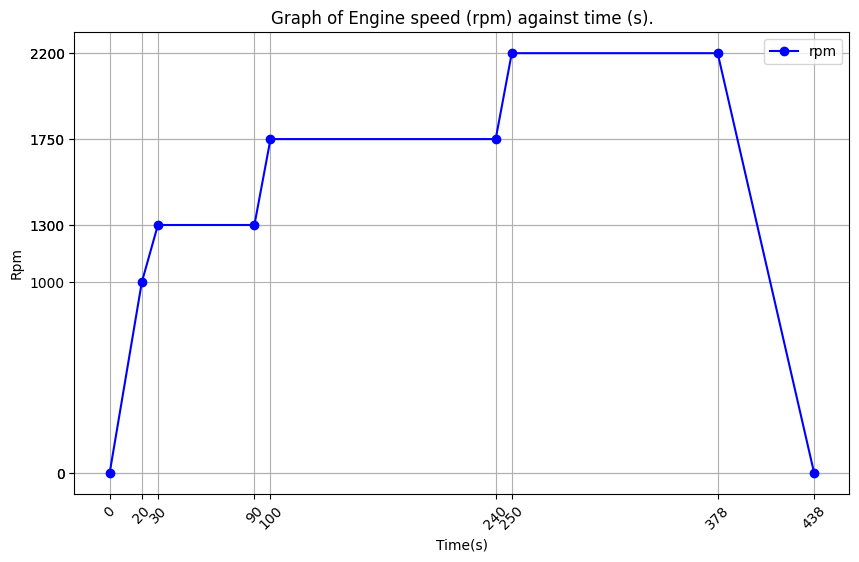 Graph of Engine speed (rpm) against time (s).
rpm
2200
1750
1300
1000
0
Rpm
0 20 30 90 100 240 250 378 438
Time(s)